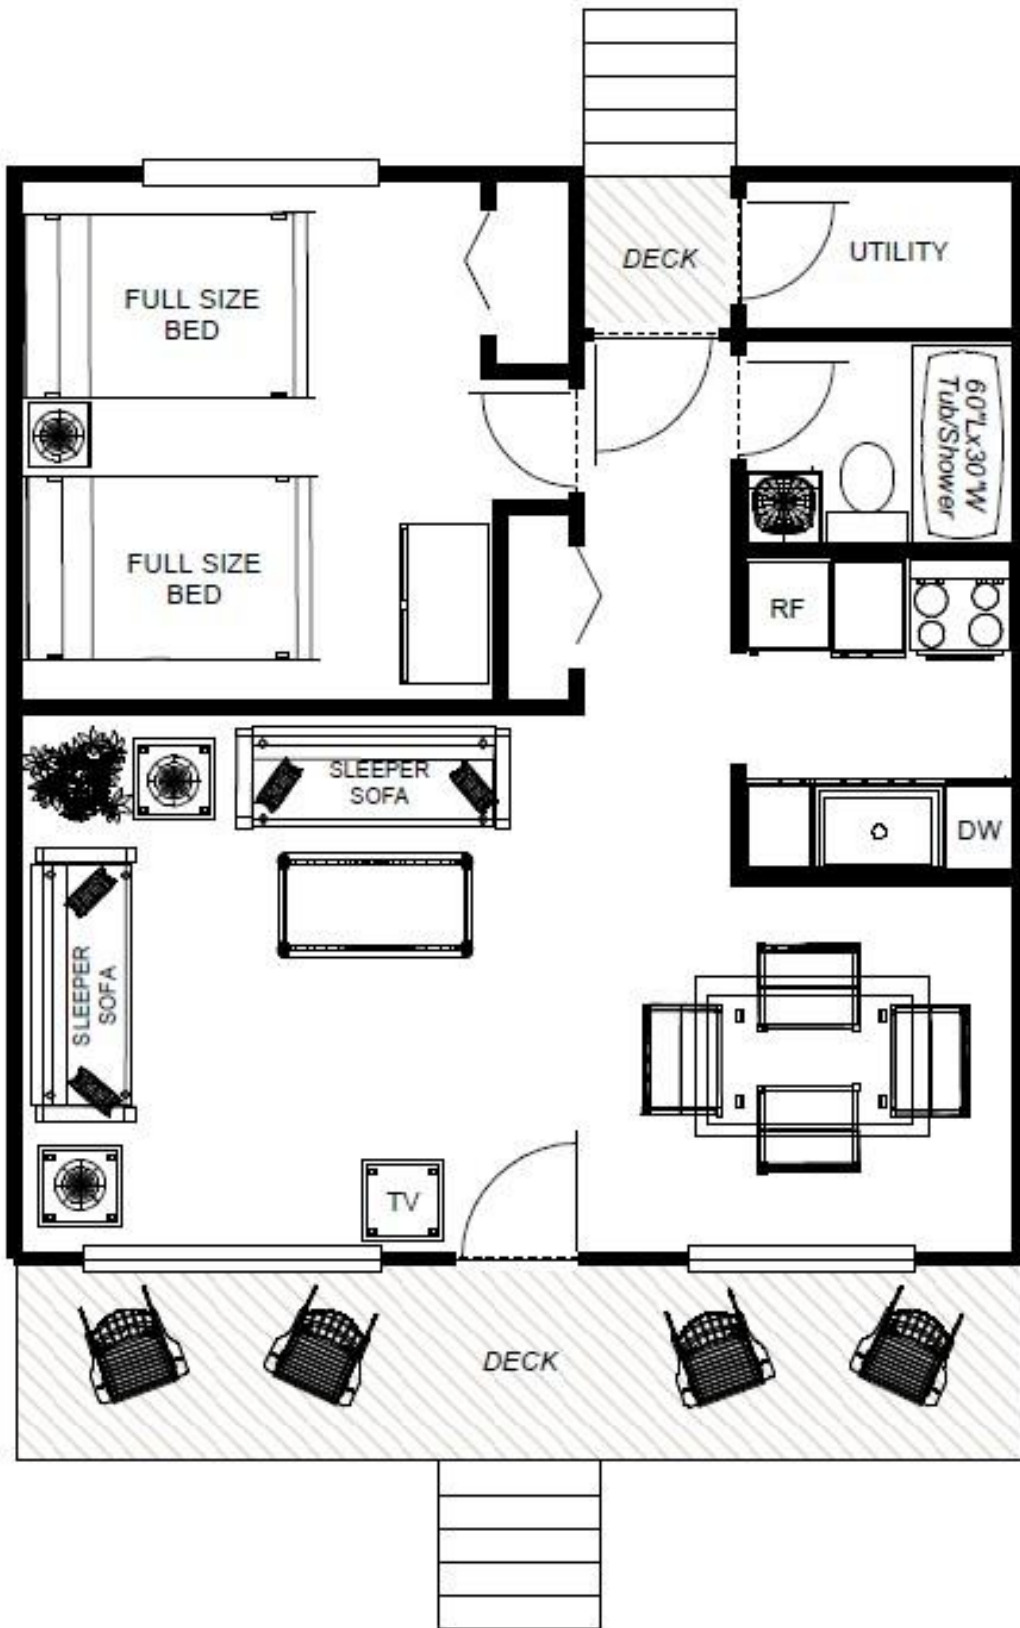 DECK
UTILITY
FULL SIZE
BED
60"Lx30"W
Tub/Shower
FULL SIZE
BED
RF
SLEEPER
SOFA
DW
SLEEPER
SOFA
TV
DECK